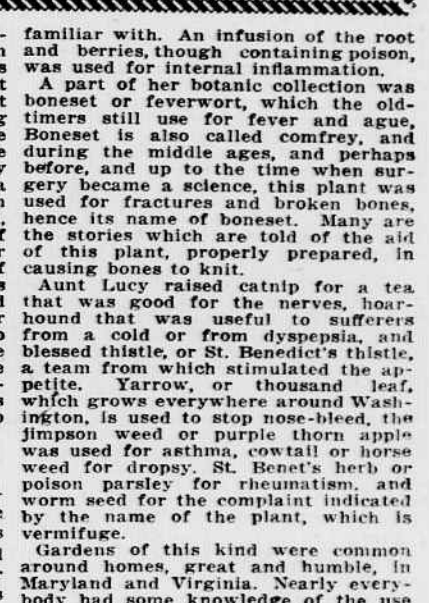 familiar with. An infusion of the root
and berries, though containing poison,
was used for internal inflammation.
A part of her botanic collection was
boneset or feverwort, which the old-
timers still use for fever and ague,
Boneset is also called comfrey, and
during the middle ages, and perhaps
before, and up to the time when sur-
gery became a science, this plant was
used for fractures and broken bones,
hence its name of boneset. Many are
the stories which are told of the aid
of this plant, properly prepared, in
causing bones to knit.
Aunt Lucy raised catnip for a tea
that was good for the nerves, hoar-
hound that was useful to sufferers
from a cold or from dyspepsia, and
blessed thistle, or St. Benedict's thistle,
a team from which stimulated the ap-
petite. Yarrow, or thousand leaf,
which grows everywhere around Wash-
ington, is used to stop nose-bleed, the
jimpson weed or purple thorn apple
was used for asthma, cowtail or horse
weed for dropsy. St. Benet's herb or
poison parsley for rheumatism, and
worm seed for the complaint indicated
by the name of the plant, which is
vermifuge.
Gardens of this kind were common
around homes, great and humble, in
Maryland and Virginia. Nearly every-
body had some knowledge of the use